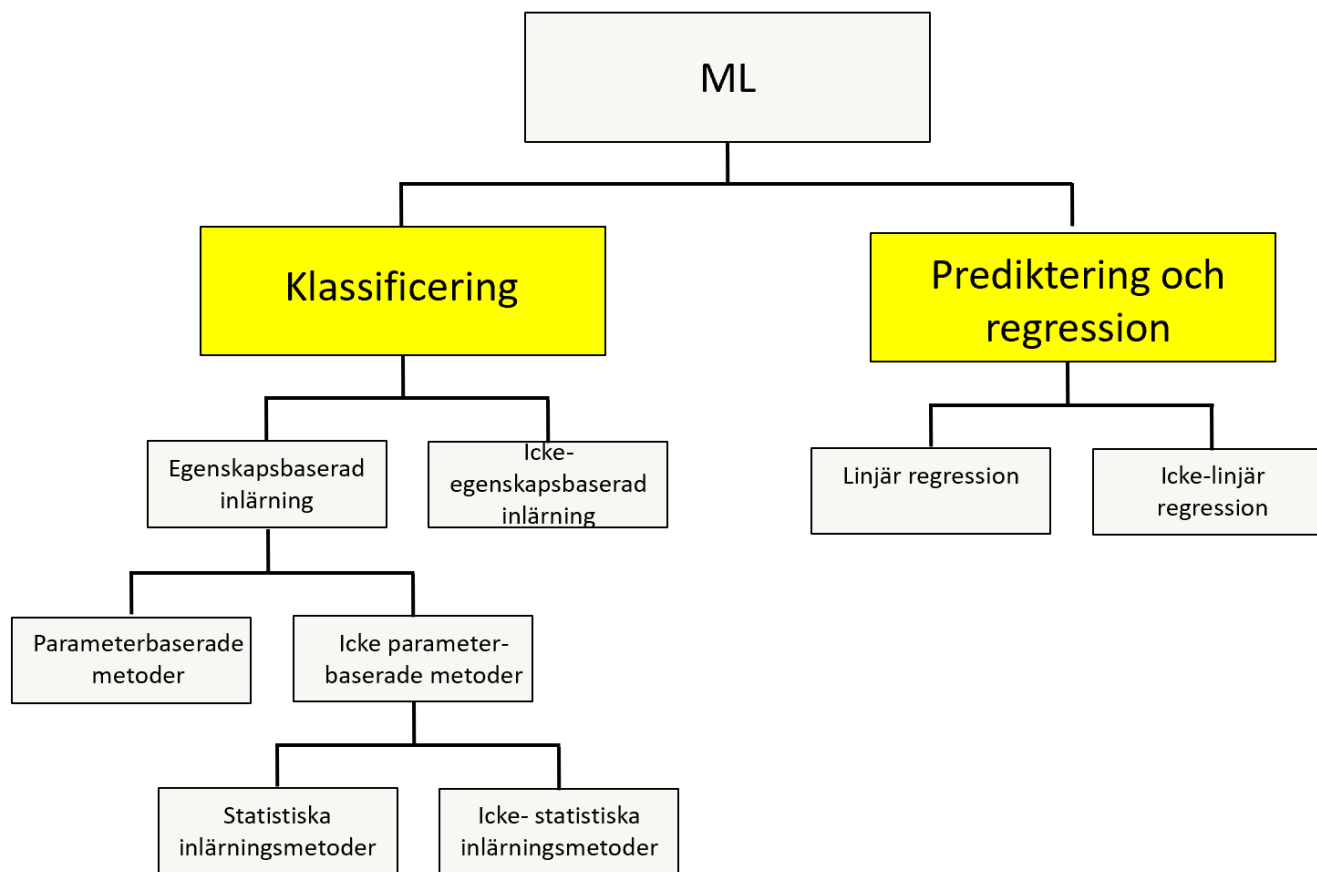 ML
Klassificering
Prediktering och
regression
Egenskapsbaserad
inlärning
Icke-
egenskapsbaserad
inlärning
Linjär regression
Icke-linjär
regression
Parameterbaserade
metoder
Icke parameter-
baserade metoder
Statistiska
inlärningsmetoder
Icke- statistiska
inlärningsmetoder